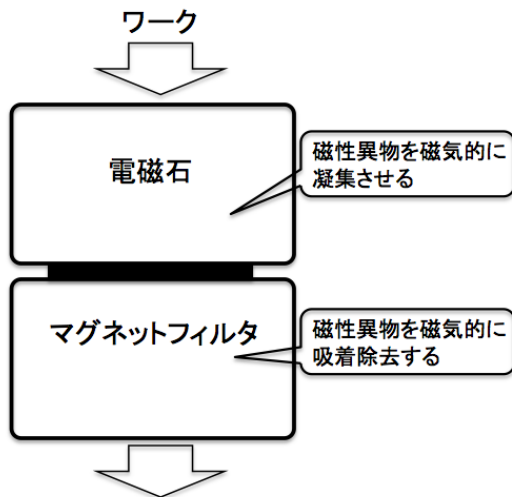 ワーク
電磁石
磁性異物を磁気的に
凝集させる
マグネットフィルタ
磁性異物を磁気的に
吸着除去する